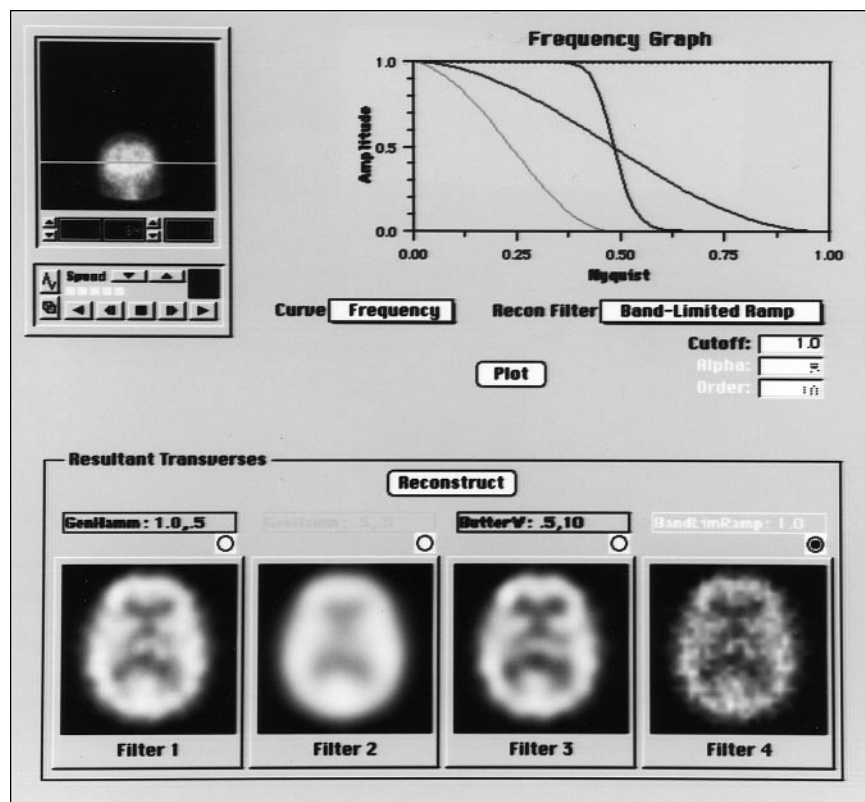 Frequency Graph
1.0
Amplitude
0.5
0.0
0.00 0.25 0.50 0.75 1.00
Nyquist
Speed
Curve Frequency Recon Filter Band-Limited Ramp
Cutoff: 1.0
Alpha:
Plot
Order:
Resultant Transverses
Reconstruct
GenHamm: 1.0,.5 GenHamm: .5,.5 ButterW: .5,10 BandLimRamp: 1.0
Filter 1 Filter 2 Filter 3 Filter 4